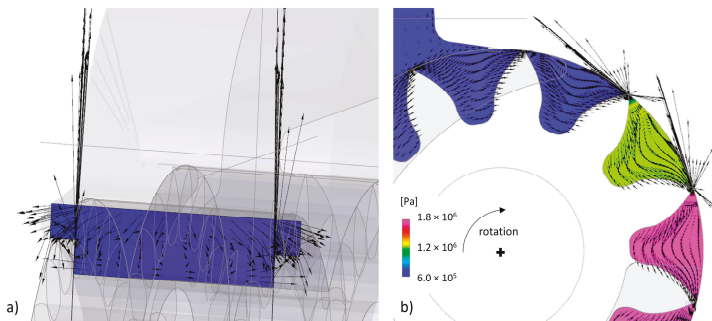 a)
b)
[Pa]
1.8 × 10⁶
1.2 × 10⁶
6.0 × 10⁵
rotation